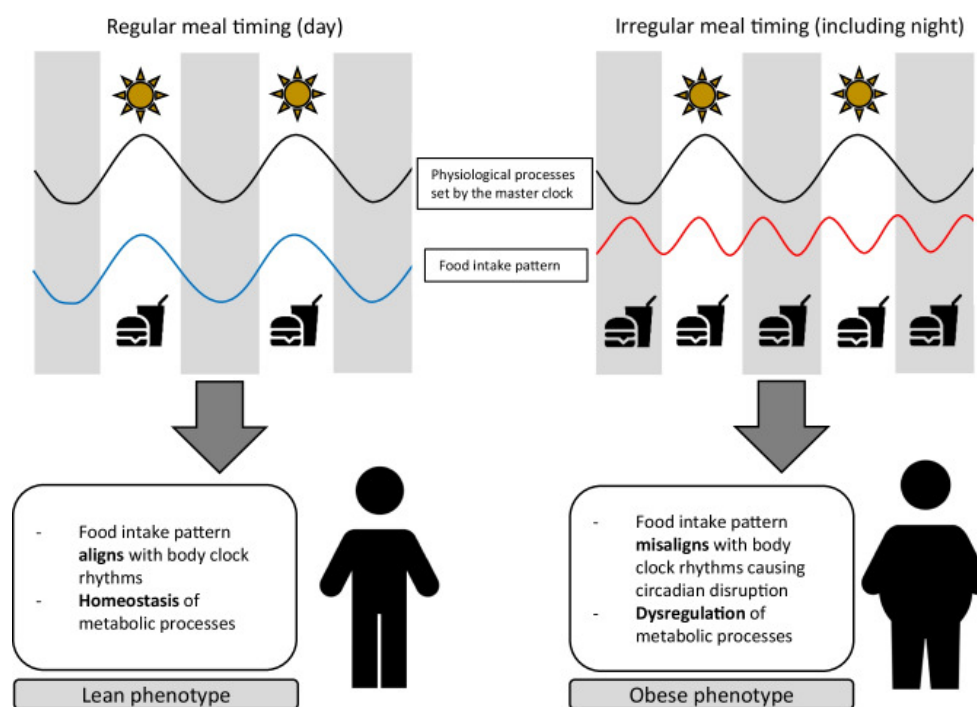 Regular meal timing (day)
Irregular meal timing (including night)
Physiological processes
set by the master clock
Food intake pattern
- Food intake pattern
aligns with body clock
rhythms
- Homeostasis of
metabolic processes
Lean phenotype
- Food intake pattern
misaligns with body
clock rhythms causing
circadian disruption
- Dysregulation of
metabolic processes
Obese phenotype